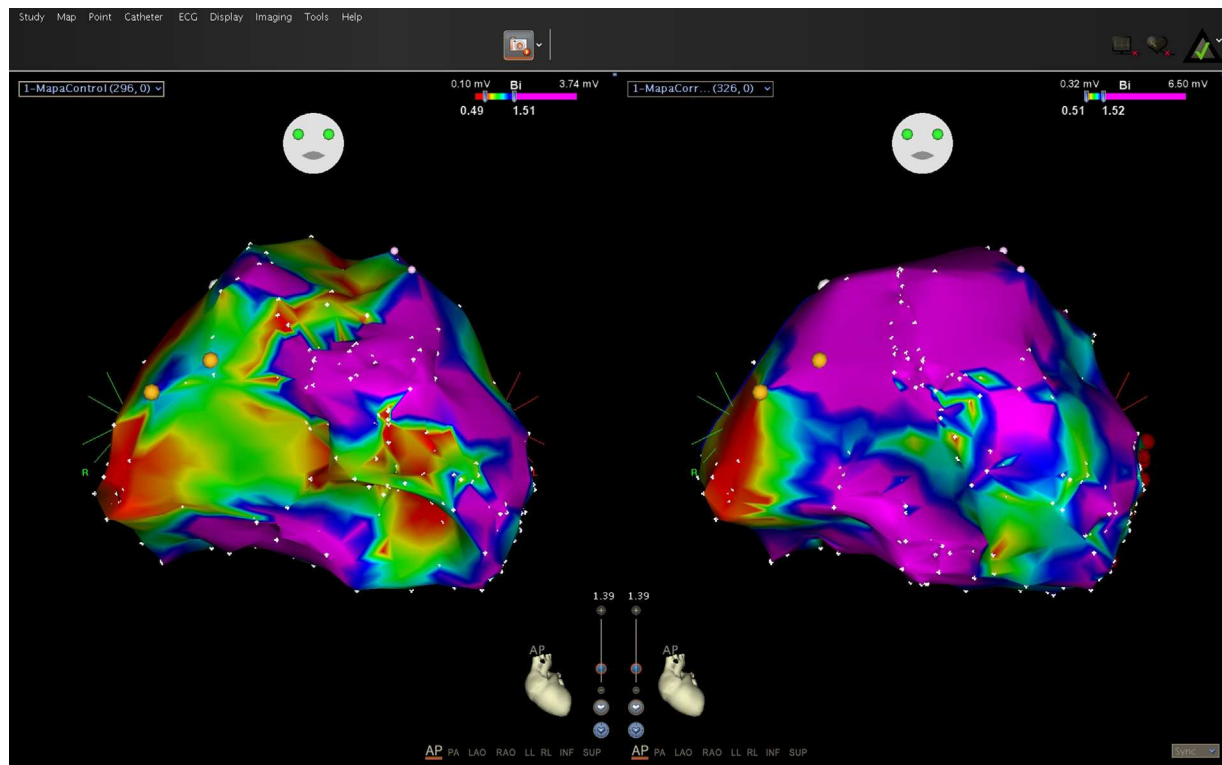 Study Map Point Catheter ECG Display Imaging Tools Help
1-MapaControl (296, 0)
0.10 mV Bi 3.74 mV
0.49 1.51
1-MapaCorr... (326, 0)
0.32 mV Bi 6.50 mV
0.51 1.52
R
R
1.39 1.39
AP
AP
AP PA LAO RAO LL RL INF SUP
AP PA LAO RAO LL RL INF SUP
Sync